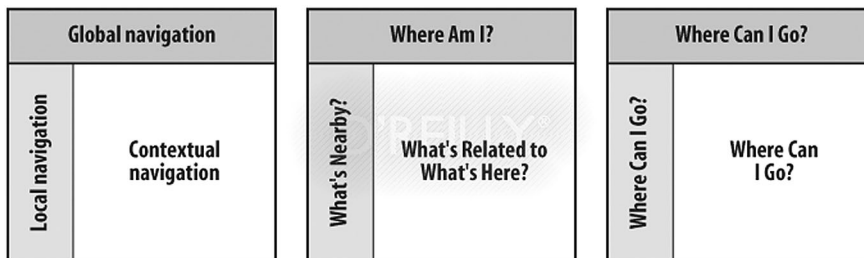 Global navigation
Local navigation
Contextual
navigation
Where Am I?
What's Nearby?
What's Related to
What's Here?
Where Can I Go?
Where Can I Go?
Where Can
I Go?
O'REILLY®